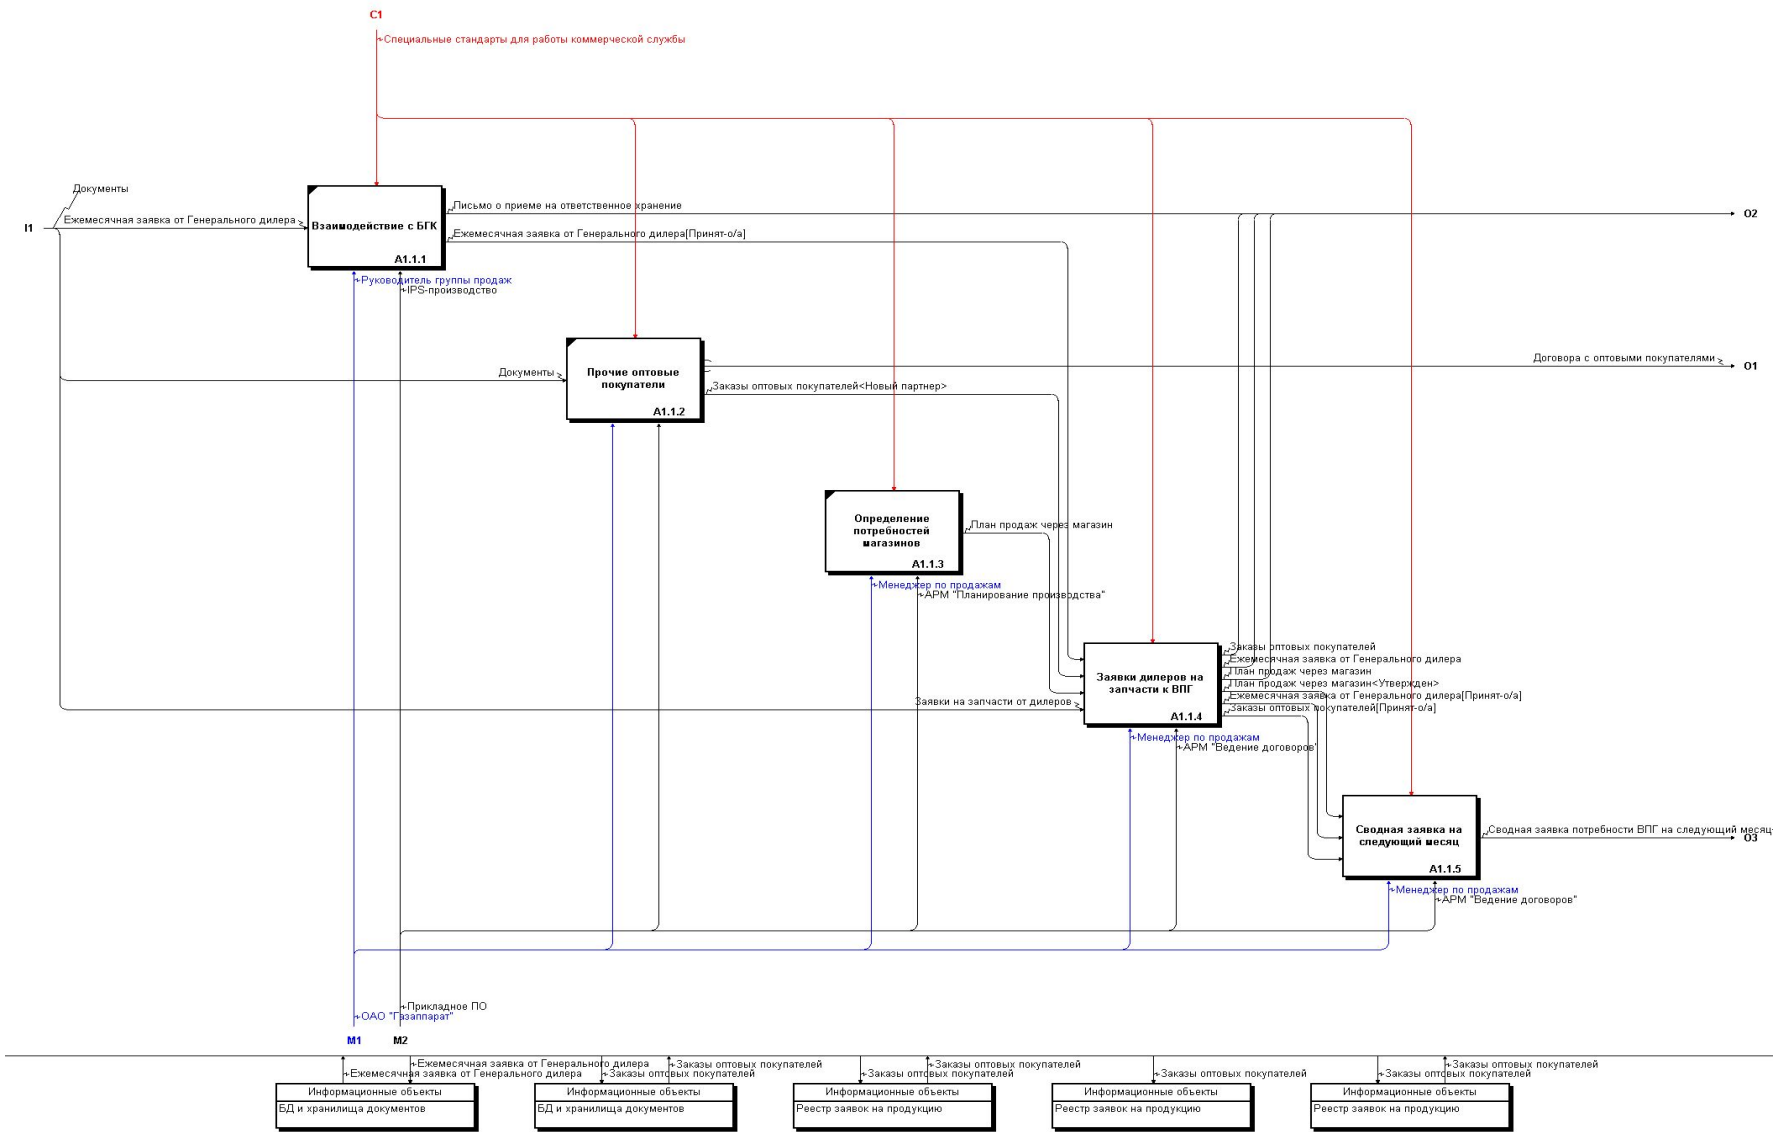 C1
Специальные стандарты для работы коммерческой службы
Документы
I1
Ежемесячная заявка от Генерального дилера
Взаимодействие с БГК
A1.1.1
Письмо о приеме на ответственное хранение
O2
Ежемесячная заявка от Генерального дилера[Принят-о/а]
Руководитель группы продаж
IPS-производство
Документы
Прочие оптовые
покупатели
A1.1.2
Договора с оптовыми покупателями
O1
Заказы оптовых покупателей<Новый партнер>
Определение
потребностей
магазинов
A1.1.3
План продаж через магазин
Менеджер по продажам
АРМ "Планирование производства"
Заявки на запчасти от дилеров
Заявки дилеров на
запчасти к ВПГ
A1.1.4
Заказы оптовых покупателей
Ежемесячная заявка от Генерального дилера
План продаж через магазин
План продаж через магазин<Утвержден>
Ежемесячная заявка от Генерального дилера[Принят-о/а]
Заказы оптовых покупателей[Принят-о/а]
Менеджер по продажам
АРМ "Ведение договоров"
Сводная заявка на
следующий месяц
A1.1.5
Сводная заявка потребности ВПГ на следующий месяц
O3
Менеджер по продажам
АРМ "Ведение договоров"
Прикладное ПО
ОАО "Газаппарат"
M1
M2
Ежемесячная заявка от Генерального дилера
Ежемесячная заявка от Генерального дилера
Информационные объекты
БД и хранилища документов
Заказы оптовых покупателей
Заказы оптовых покупателей
Информационные объекты
БД и хранилища документов
Заказы оптовых покупателей
Заказы оптовых покупателей
Информационные объекты
Реестр заявок на продукцию
Заказы оптовых покупателей
Информационные объекты
Реестр заявок на продукцию
Заказы оптовых покупателей
Заказы оптовых покупателей
Информационные объекты
Реестр заявок на продукцию